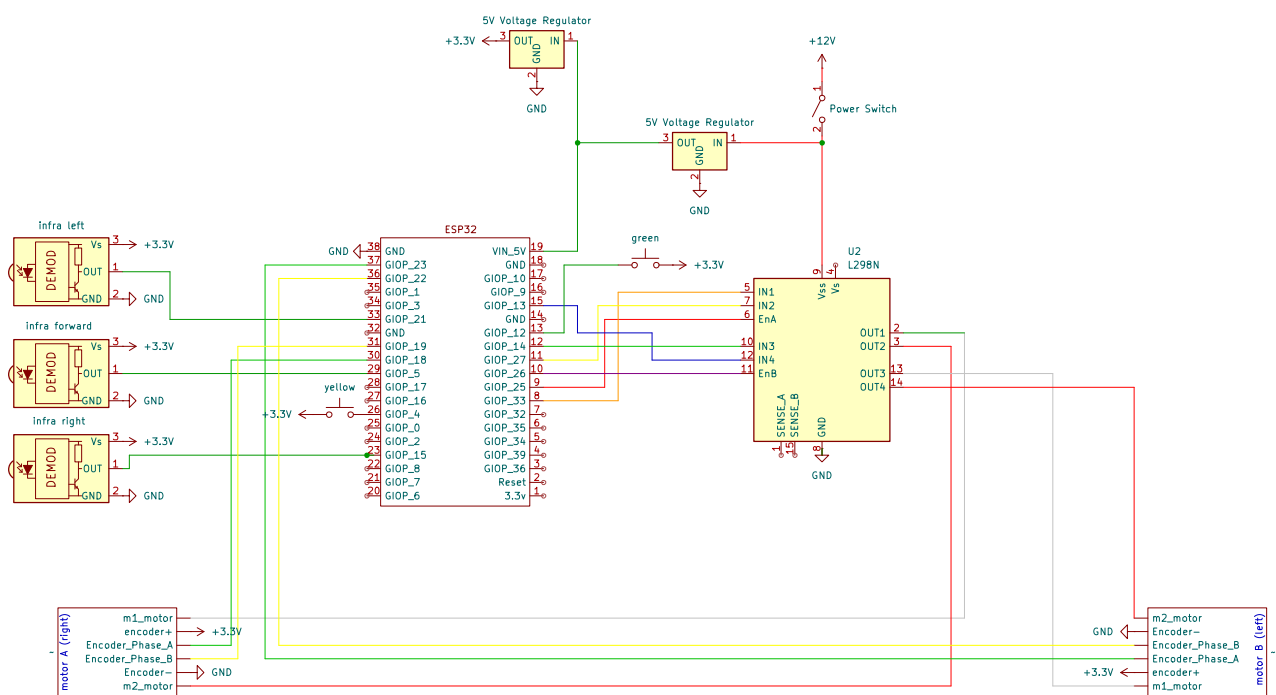 5V Voltage Regulator
+3.3V
3
OUT
IN
1
GND
2
GND
+12V
1
Power Switch
2
5V Voltage Regulator
3
OUT
IN
1
GND
2
GND
infra left
DEMOD
Vs
3
+3.3V
OUT
1
GND
2
GND
infra forward
DEMOD
Vs
3
+3.3V
OUT
1
GND
2
GND
infra right
DEMOD
Vs
3
+3.3V
OUT
1
GND
2
GND
ESP32
GND
38 GND
37 GIOP_23
36 GIOP_22
35 GIOP_1
34 GIOP_3
33 GIOP_21
32 GND
31 GIOP_19
30 GIOP_18
29 GIOP_5
28 GIOP_17
27 GIOP_16
26 GIOP_4
25 GIOP_0
24 GIOP_2
23 GIOP_15
22 GIOP_8
21 GIOP_7
20 GIOP_6
VIN_5V 19
GND 18
GIOP_10 17
GIOP_9 16
GIOP_13 15
GND 14
GIOP_12 13
GIOP_14 12
GIOP_27 11
GIOP_26 10
GIOP_25 9
GIOP_33 8
GIOP_32 7
GIOP_35 6
GIOP_34 5
GIOP_39 4
GIOP_36 3
Reset 2
3.3v 1
yellow
+3.3V
green
+3.3V
U2
L298N
9
Vss
4
Vs
5 IN1
7 IN2
6 EnA
10 IN3
12 IN4
11 EnB
OUT1 2
OUT2 3
OUT3 13
OUT4 14
SENSE_A
1
SENSE_B
15
GND
8
GND
motor A (right)
m1_motor
encoder+
+3.3V
Encoder_Phase_A
Encoder_Phase_B
Encoder-
GND
m2_motor
motor B (left)
m2_motor
GND
Encoder-
Encoder_Phase_B
Encoder_Phase_A
+3.3V
encoder+
m1_motor